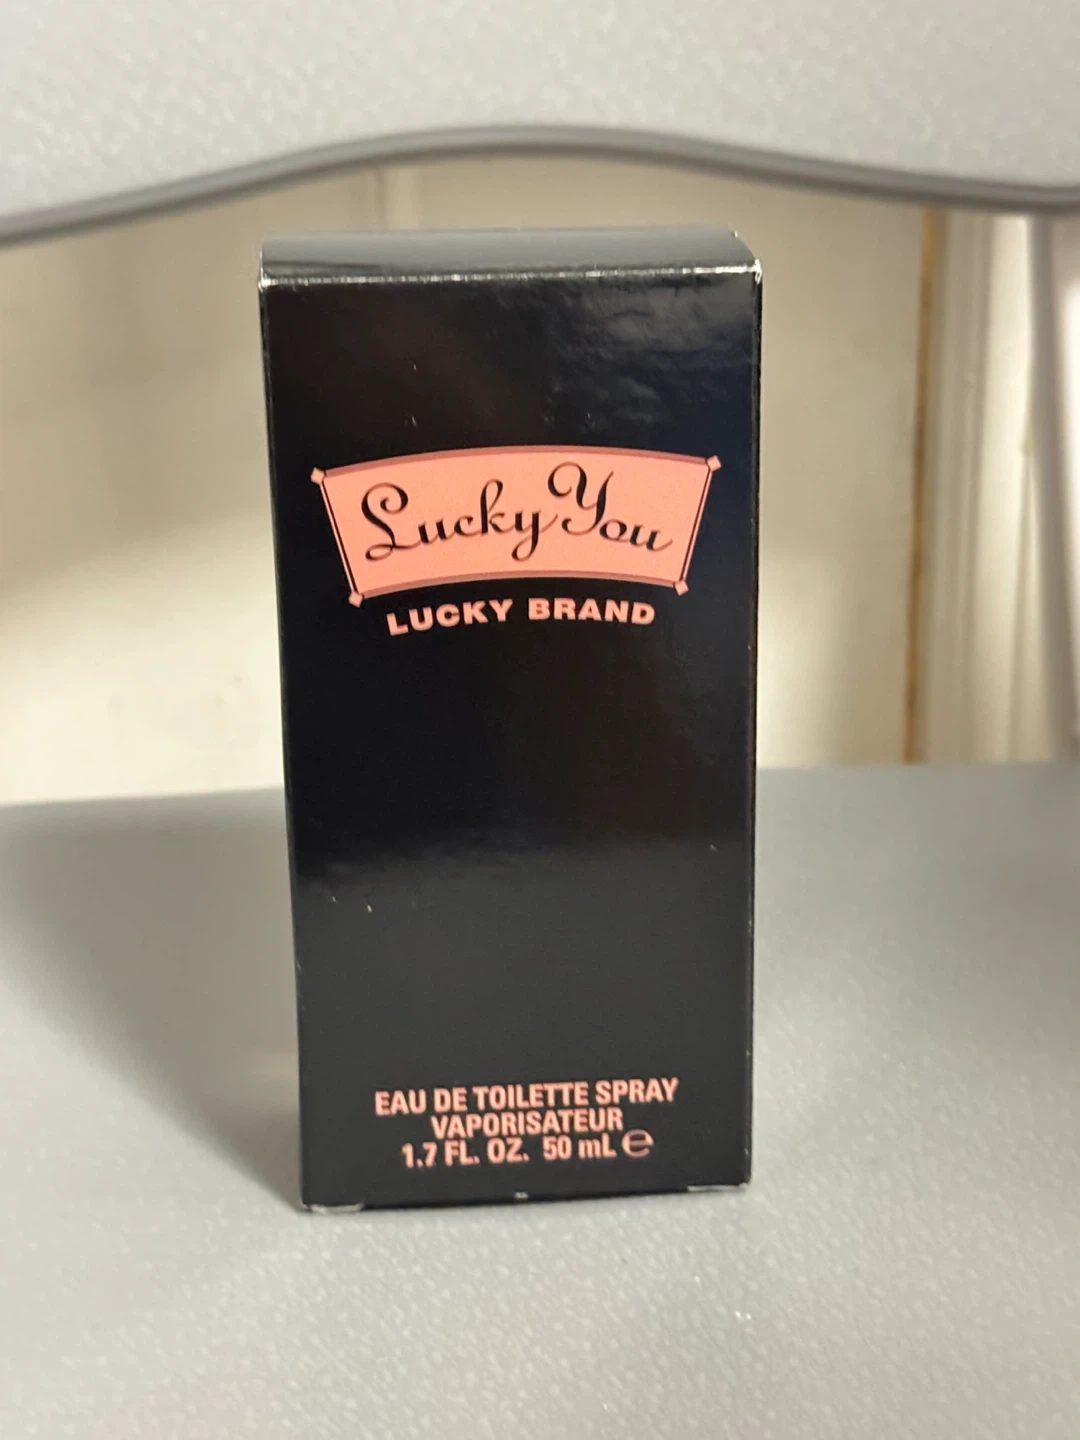 Lucky You
LUCKY BRAND
EAU DE TOILETTE SPRAY
VAPORISATEUR
1.7 FL. OZ. 50 mL ℮